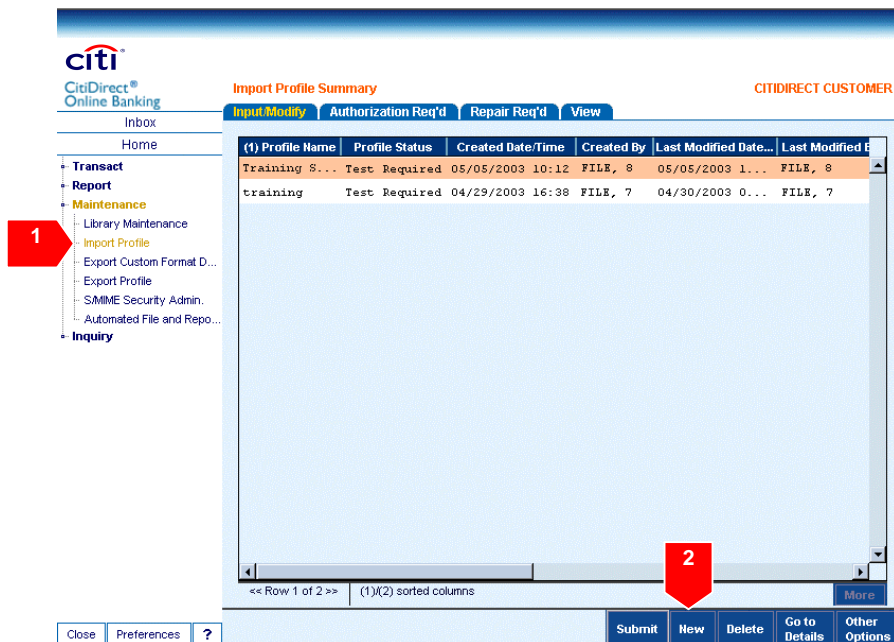 citi
CitiDirect®
Online Banking
Import Profile Summary
CITIDIRECT CUSTOMER
Inbox
Home
Input/Modify
Authorization Req'd
Repair Req'd
View
Transact
Report
Maintenance
Library Maintenance
Import Profile
Export Custom Format D...
Export Profile
S/MIME Security Admin.
Automated File and Repo...
Inquiry
1
(1) Profile Name Profile Status Created Date/Time Created By Last Modified Date... Last Modified B
Training S... Test Required 05/05/2003 10:12 FILE, 8 05/05/2003 1... FILE, 8
training Test Required 04/29/2003 16:38 FILE, 7 04/30/2003 0... FILE, 7
2
<< Row 1 of 2 >> (1)/(2) sorted columns
More
Close Preferences ?
Submit New Delete Go to Details Other Options